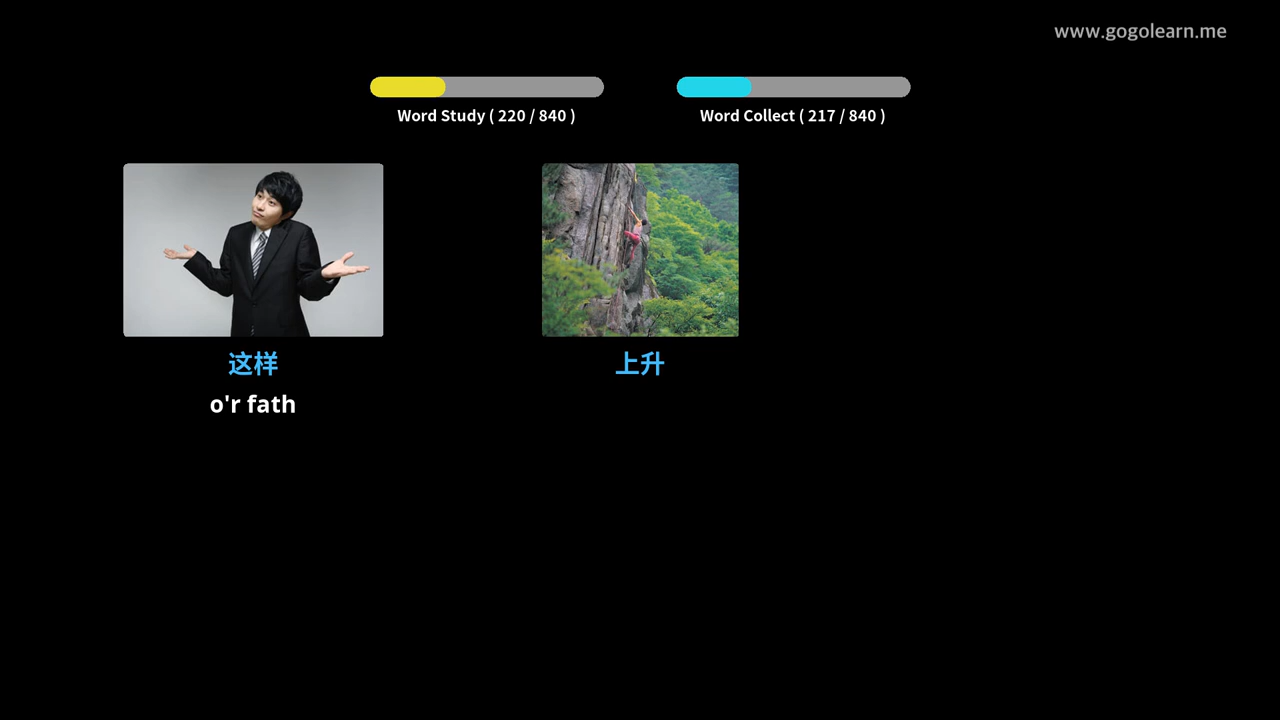 www.gogolearn.me
Word Study ( 220 / 840 )
Word Collect ( 217 / 840 )
这样
上升
o'r fath